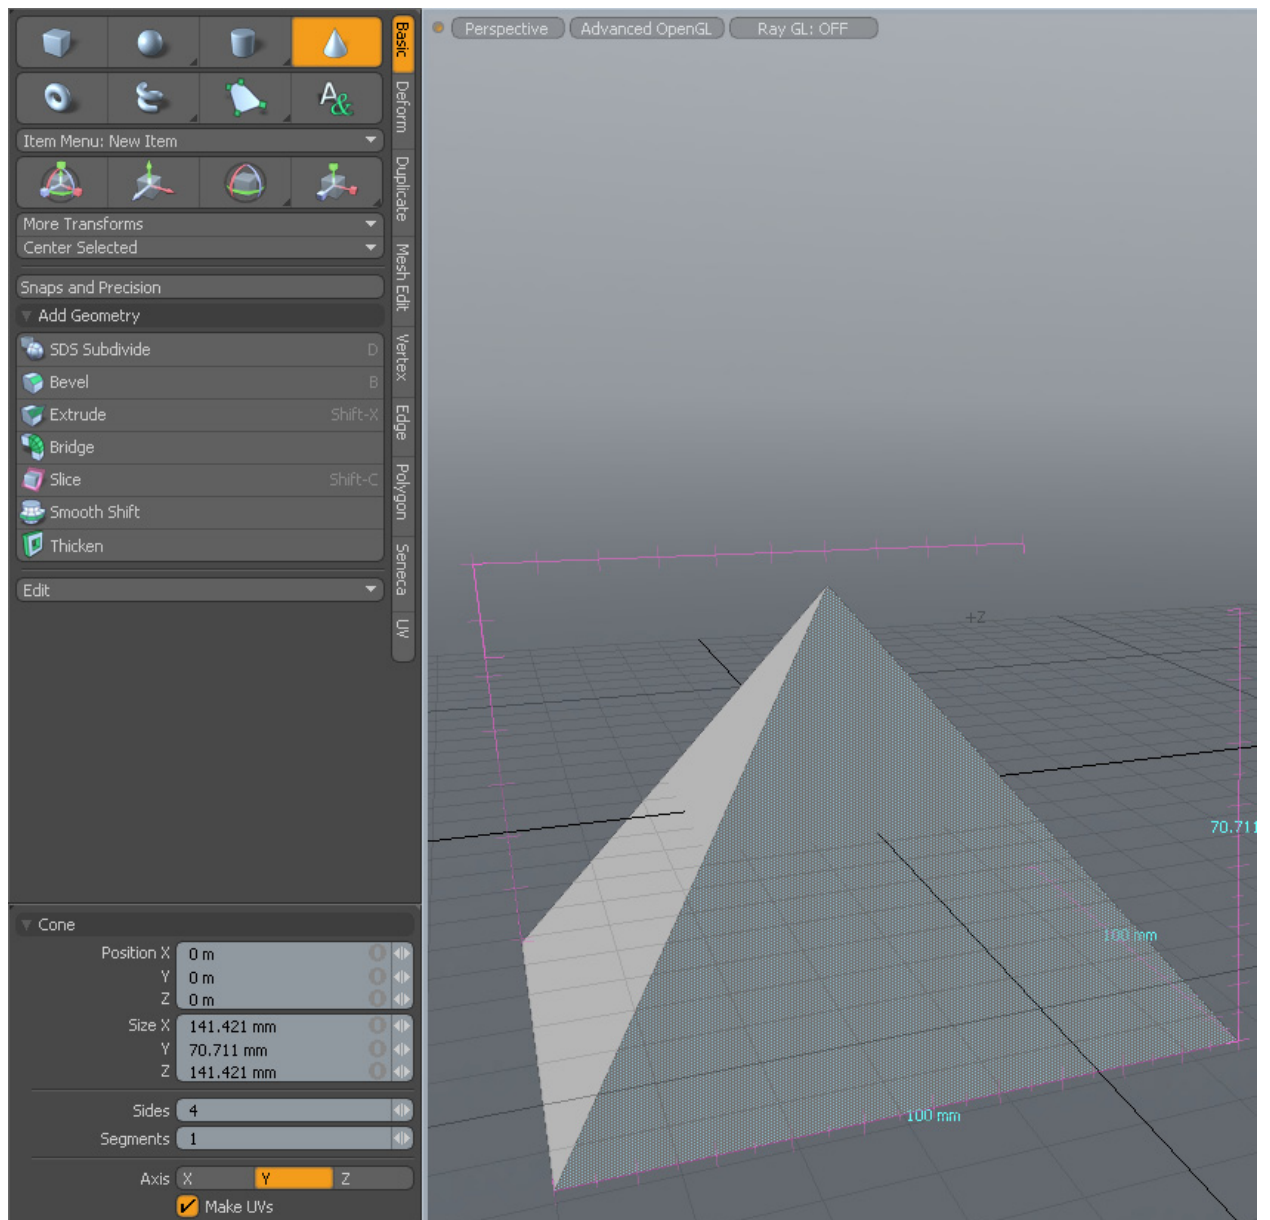 Basic
Deform
Duplicate
Mesh Edit
Vertex
Edge
Polygon
Seneca
UV
A&
Item Menu: New Item
More Transforms
Center Selected
Snaps and Precision
Add Geometry
SDS Subdivide D
Bevel B
Extrude Shift-X
Bridge
Slice Shift-C
Smooth Shift
Thicken
Edit
Cone
Position X 0 m
Y 0 m
Z 0 m
Size X 141.421 mm
Y 70.711 mm
Z 141.421 mm
Sides 4
Segments 1
Axis X Y Z
Make UVs
Perspective Advanced OpenGL Ray GL: OFF
+Z
70.711
100 mm
100 mm